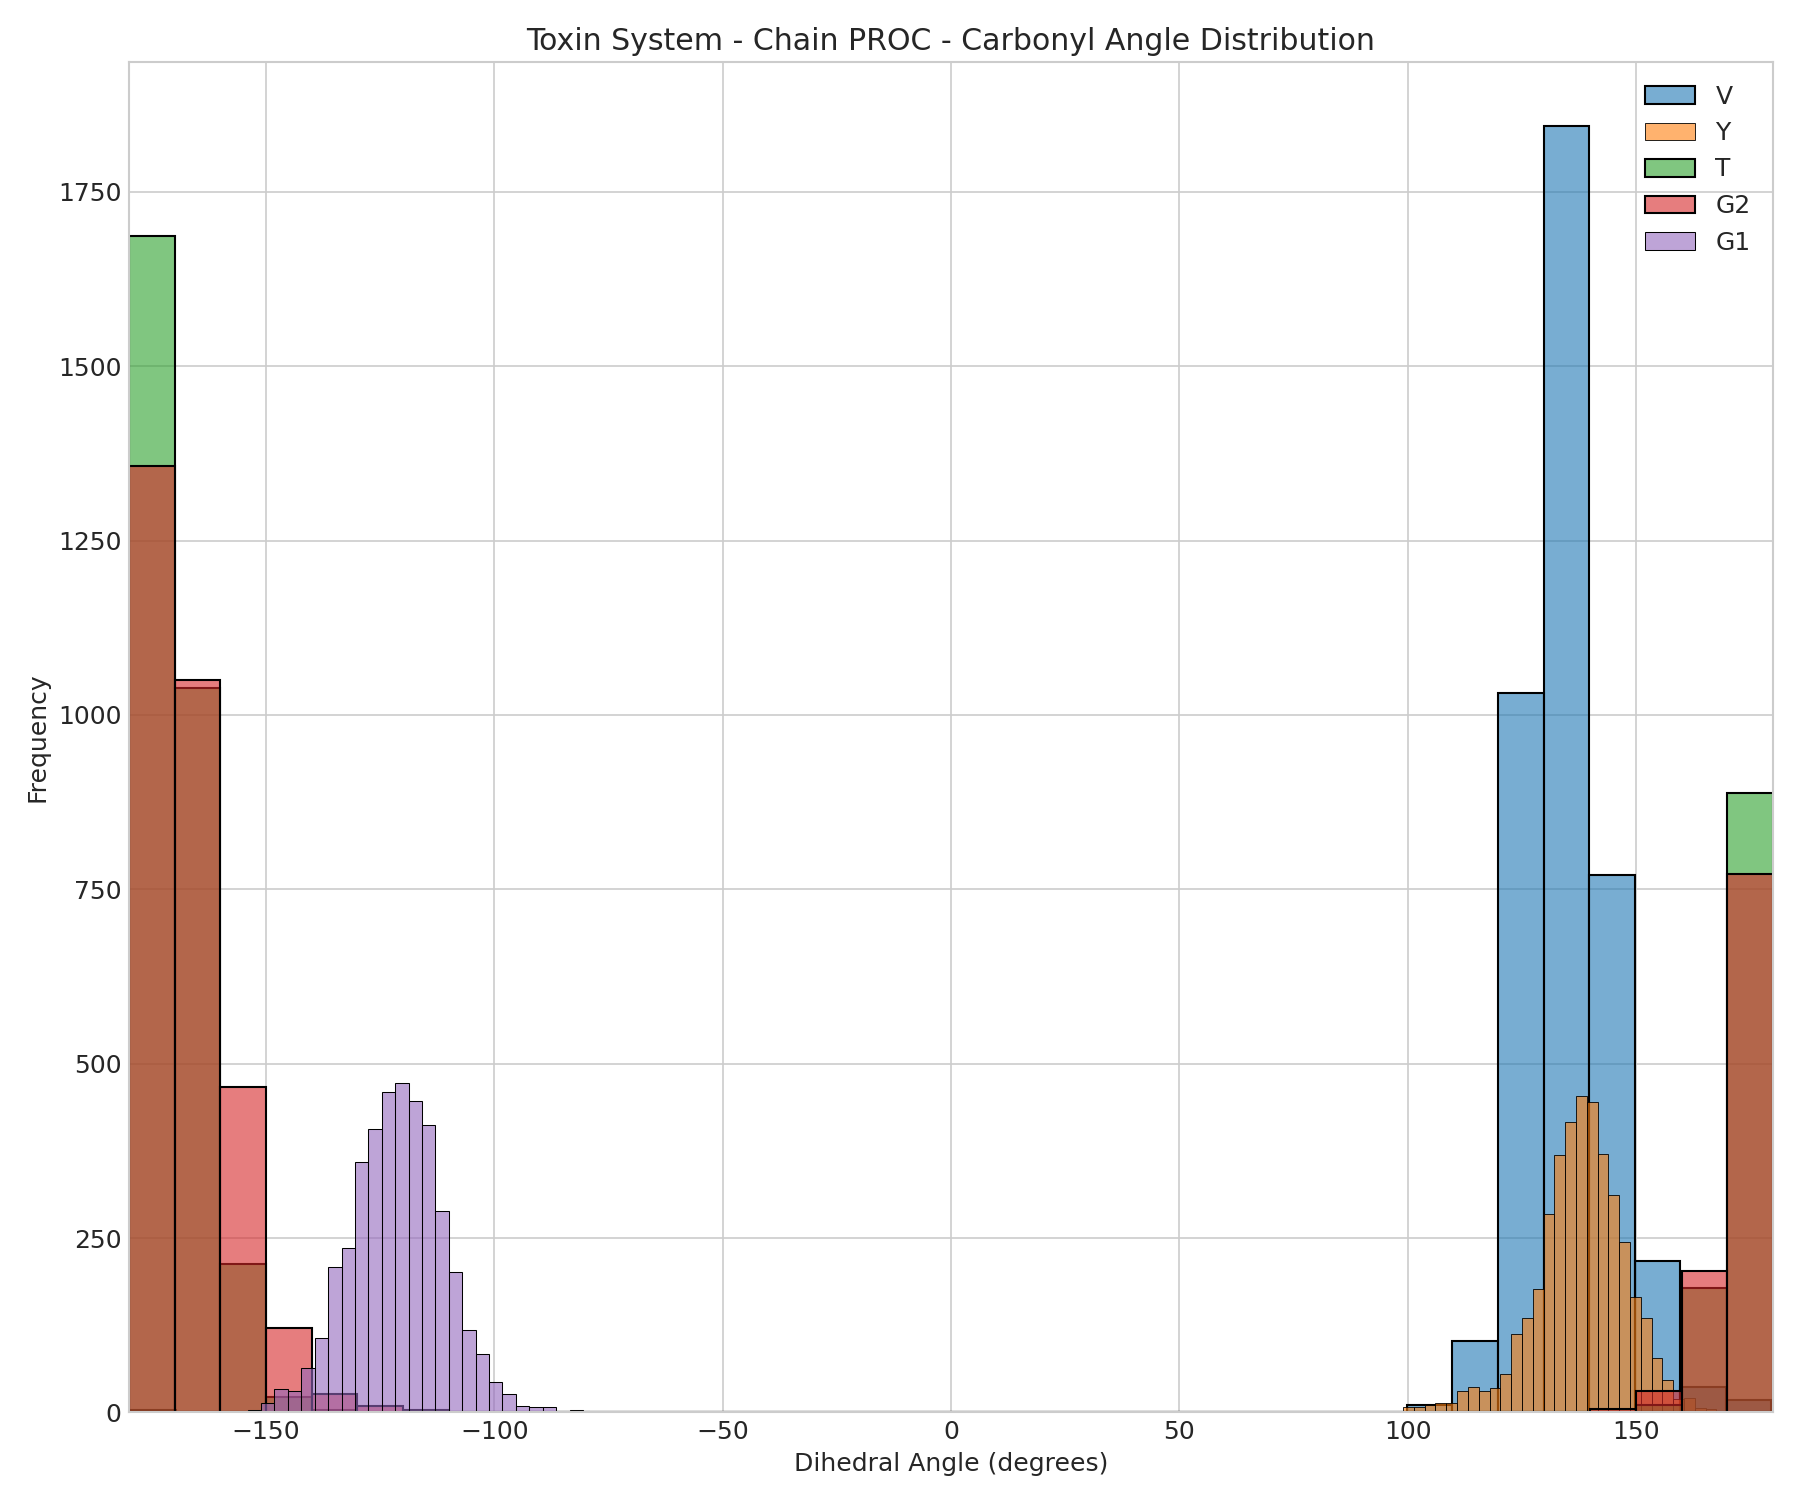 Toxin System - Chain PROC - Carbonyl Angle Distribution
V
Y
T
G2
G1
1750
1500
1250
1000
750
500
250
0
Frequency
−150
−100
−50
0
50
100
150
Dihedral Angle (degrees)